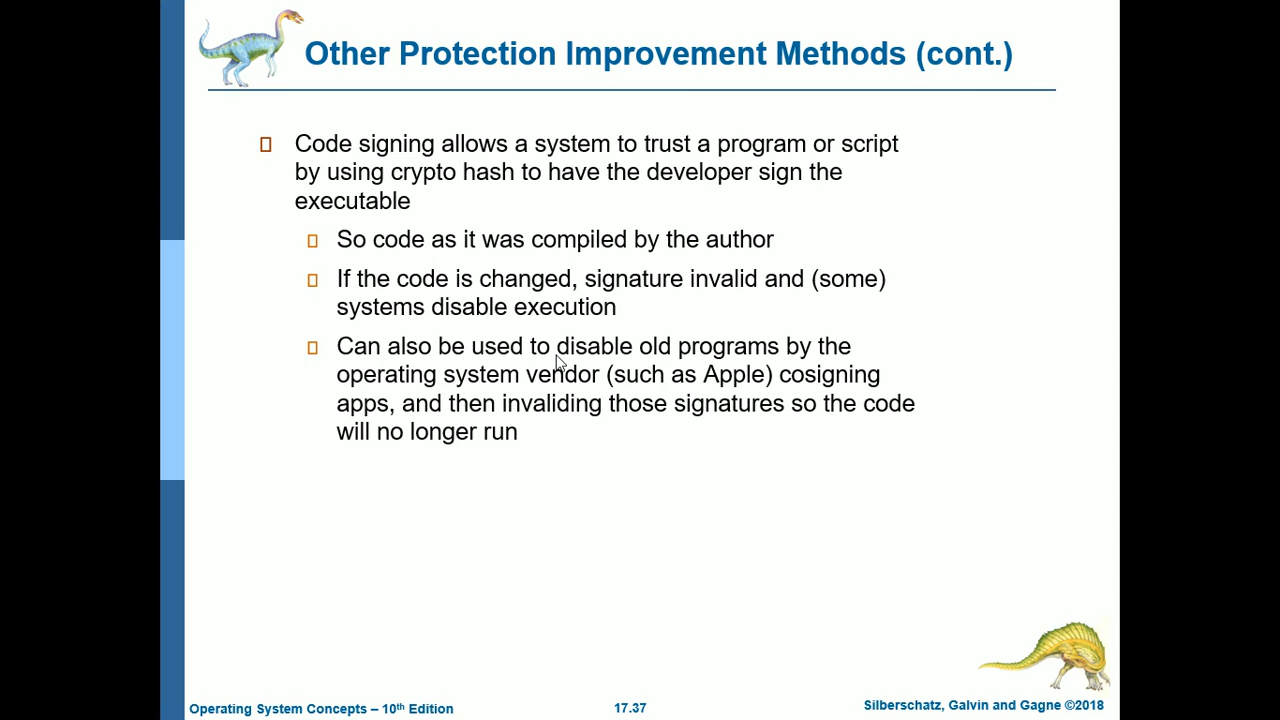 Other Protection Improvement Methods (cont.)
Code signing allows a system to trust a program or script
by using crypto hash to have the developer sign the
executable
So code as it was compiled by the author
If the code is changed, signature invalid and (some)
systems disable execution
Can also be used to disable old programs by the
operating system vendor (such as Apple) cosigning
apps, and then invaliding those signatures so the code
will no longer run
Operating System Concepts – 10th Edition
17.37
Silberschatz, Galvin and Gagne ©2018